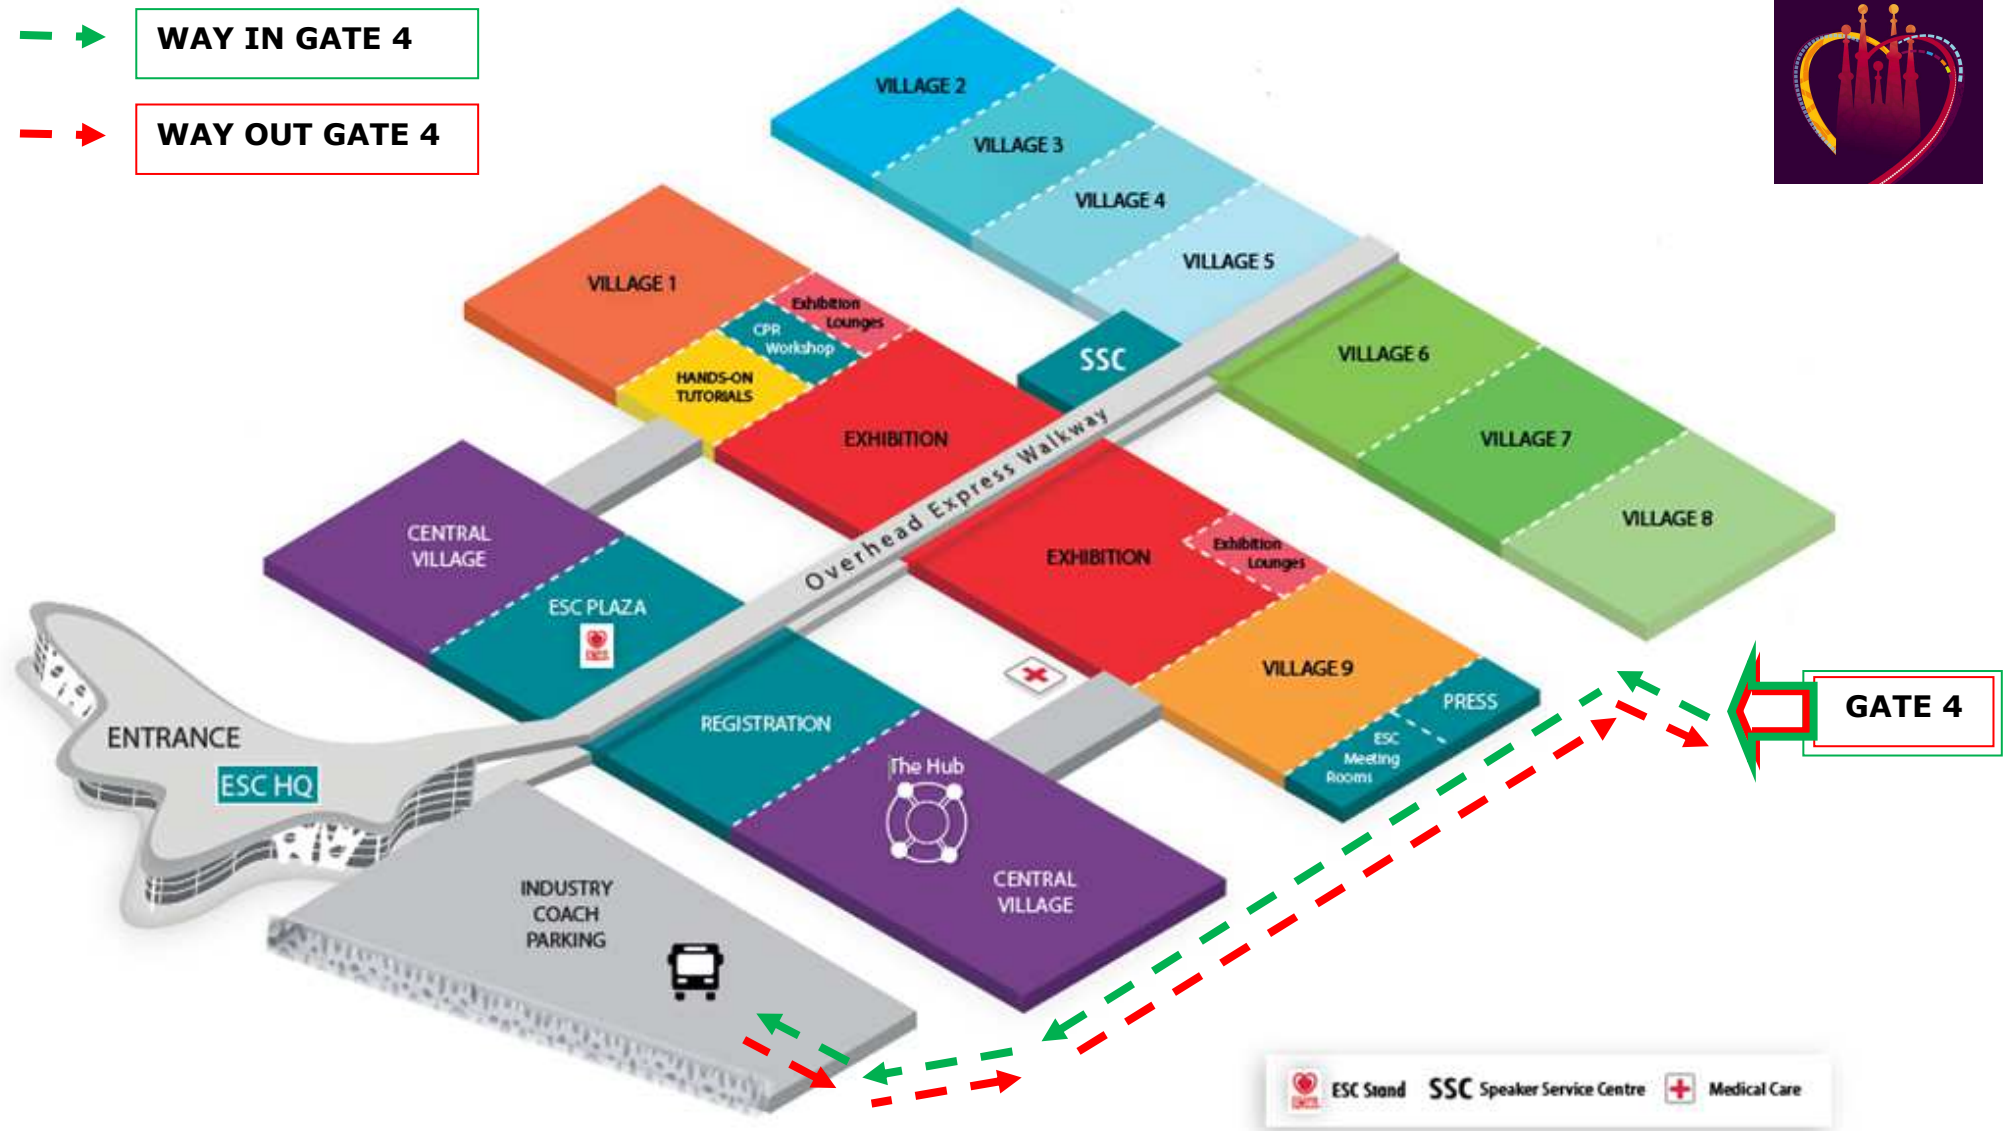 WAY IN GATE 4
WAY OUT GATE 4
VILLAGE 2
VILLAGE 3
VILLAGE 4
VILLAGE 5
VILLAGE 1
Exhibition
Lounges
CPR
Workshop
HANDS-ON
TUTORIALS
SSC
EXHIBITION
VILLAGE 6
VILLAGE 7
VILLAGE 8
Overhead Express Walkway
CENTRAL
VILLAGE
ESC PLAZA
EXHIBITION
Exhibition
Lounges
VILLAGE 9
PRESS
ESC
Meeting
Rooms
GATE 4
REGISTRATION
ENTRANCE
ESC HQ
The Hub
CENTRAL
VILLAGE
INDUSTRY
COACH
PARKING
ESC Stand SSC Speaker Service Centre Medical Care